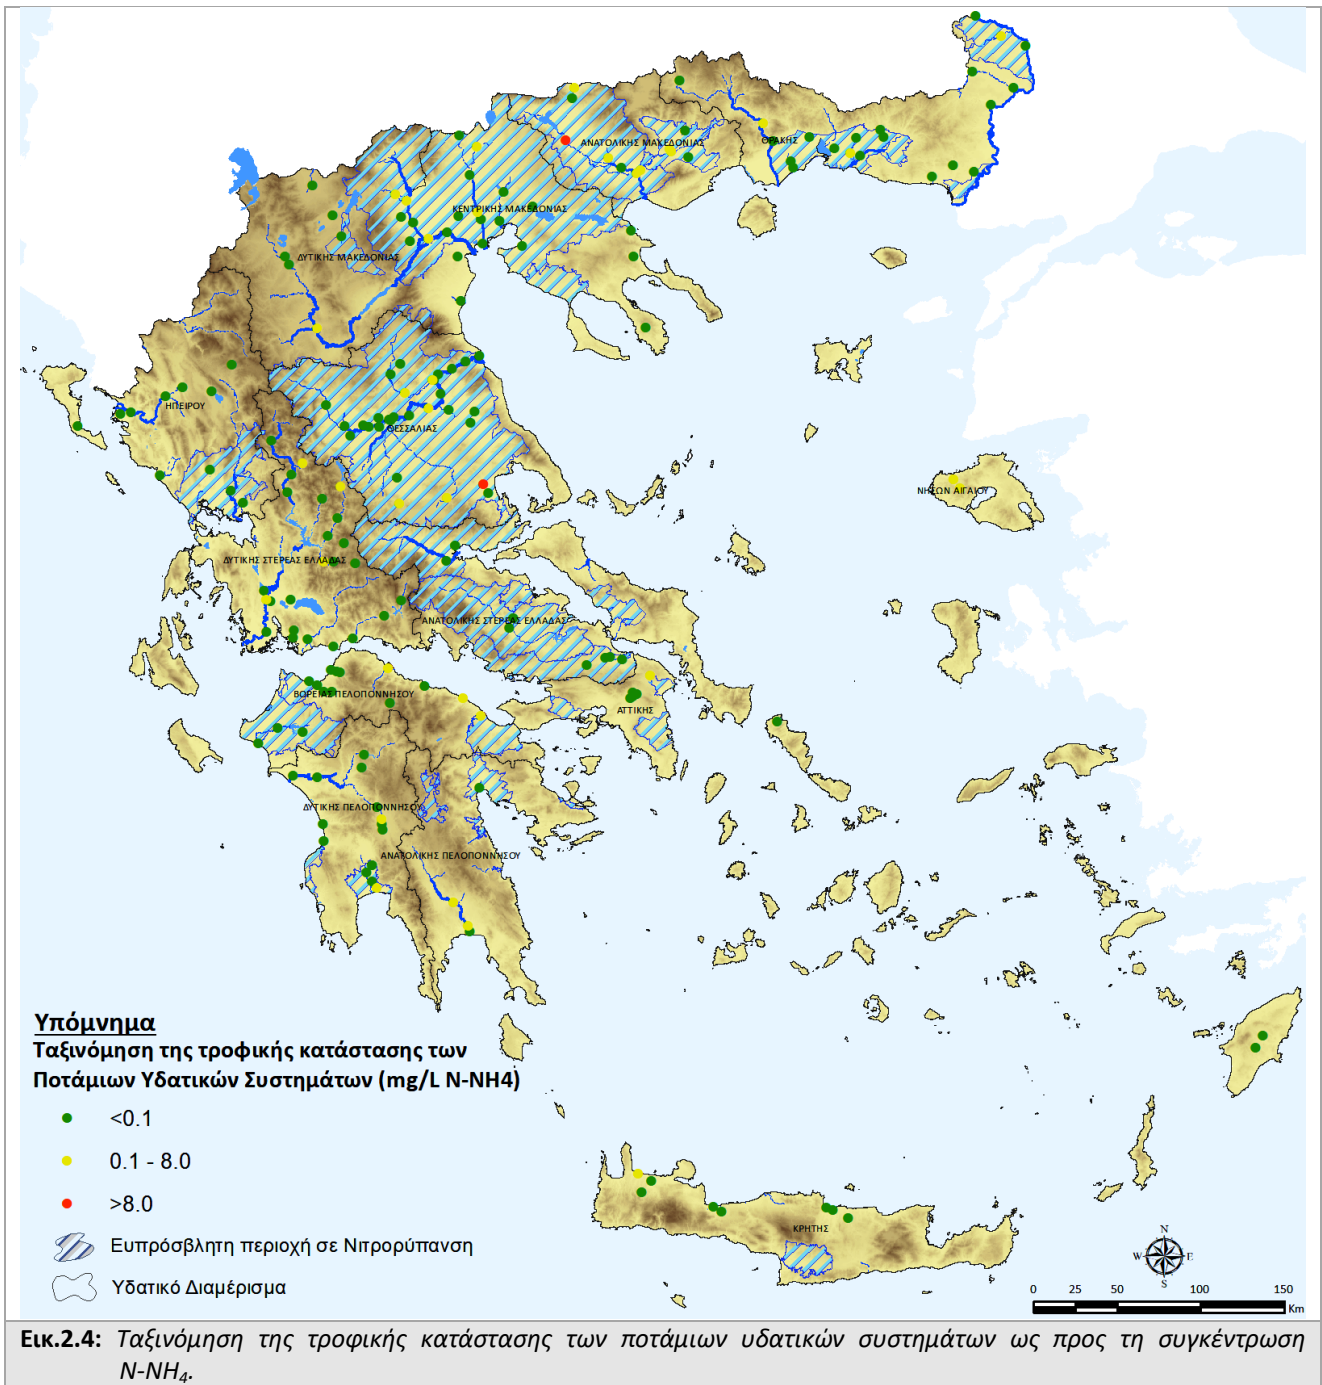 ΑΝΑΤΟΛΙΚΗΣ ΜΑΚΕΔΟΝΙΑΣ
ΘΡΑΚΗΣ
ΚΕΝΤΡΙΚΗΣ ΜΑΚΕΔΟΝΙΑΣ
ΔΥΤΙΚΗΣ ΜΑΚΕΔΟΝΙΑΣ
ΗΠΕΙΡΟΥ
ΘΕΣΣΑΛΙΑΣ
ΝΗΣΩΝ ΑΙΓΑΙΟΥ
ΔΥΤΙΚΗΣ ΣΤΕΡΕΑΣ ΕΛΛΑΔΑΣ
ΑΝΑΤΟΛΙΚΗΣ ΣΤΕΡΕΑΣ ΕΛΛΑΔΑΣ
ΒΟΡΕΙΑΣ ΠΕΛΟΠΟΝΝΗΣΟΥ
ΑΤΤΙΚΗΣ
ΔΥΤΙΚΗΣ ΠΕΛΟΠΟΝΝΗΣΟΥ
ΑΝΑΤΟΛΙΚΗΣ ΠΕΛΟΠΟΝΝΗΣΟΥ
ΚΡΗΤΗΣ
Υπόμνημα
Ταξινόμηση της τροφικής κατάστασης των
Ποτάμιων Υδατικών Συστημάτων (mg/L N-NH4)
<0.1
0.1 - 8.0
>8.0
Ευπρόσβλητη περιοχή σε Νιτρορύπανση
Υδατικό Διαμέρισμα
N
W E
S
0 25 50 100 150
Km
Εικ.2.4: Ταξινόμηση της τροφικής κατάστασης των ποτάμιων υδατικών συστημάτων ως προς τη συγκέντρωση
N-NH₄.